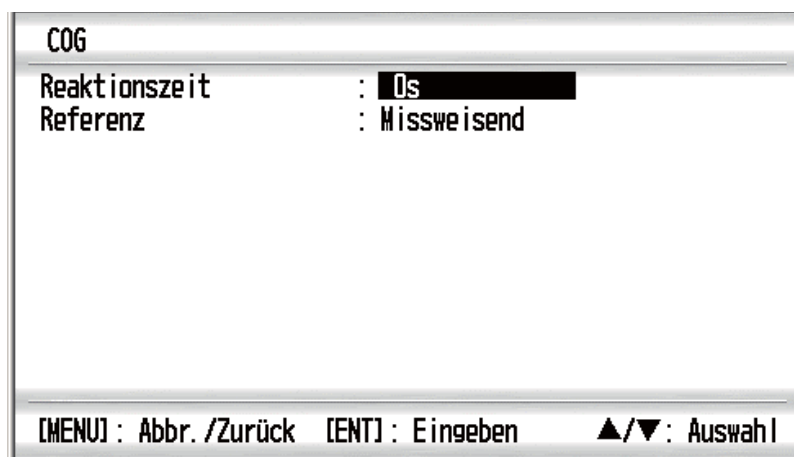 COG
Reaktionszeit : 0s
Referenz : Missweisend
[MENU] : Abbr./Zurück [ENT] : Eingeben ▲/▼ : Auswahl